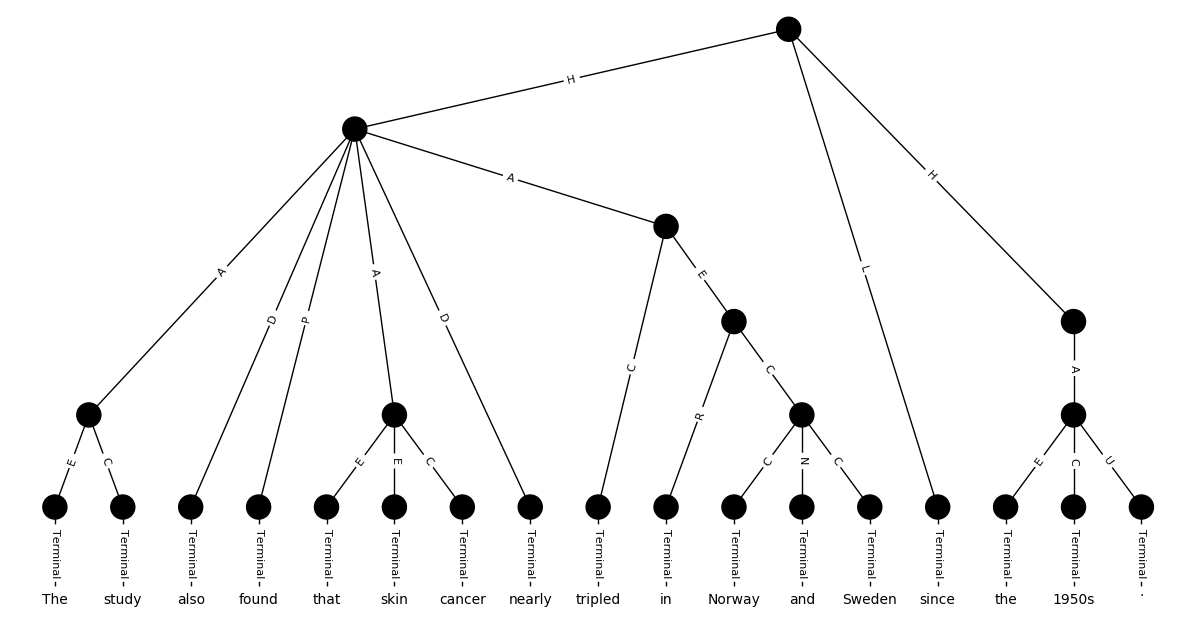 H
A H
A L
A D
D P D
C A
C R
E C E E C C N C E C U
Terminal Terminal Terminal Terminal Terminal Terminal Terminal Terminal Terminal Terminal Terminal Terminal Terminal Terminal Terminal Terminal Terminal
The study also found that skin cancer nearly tripled in Norway and Sweden since the 1950s .